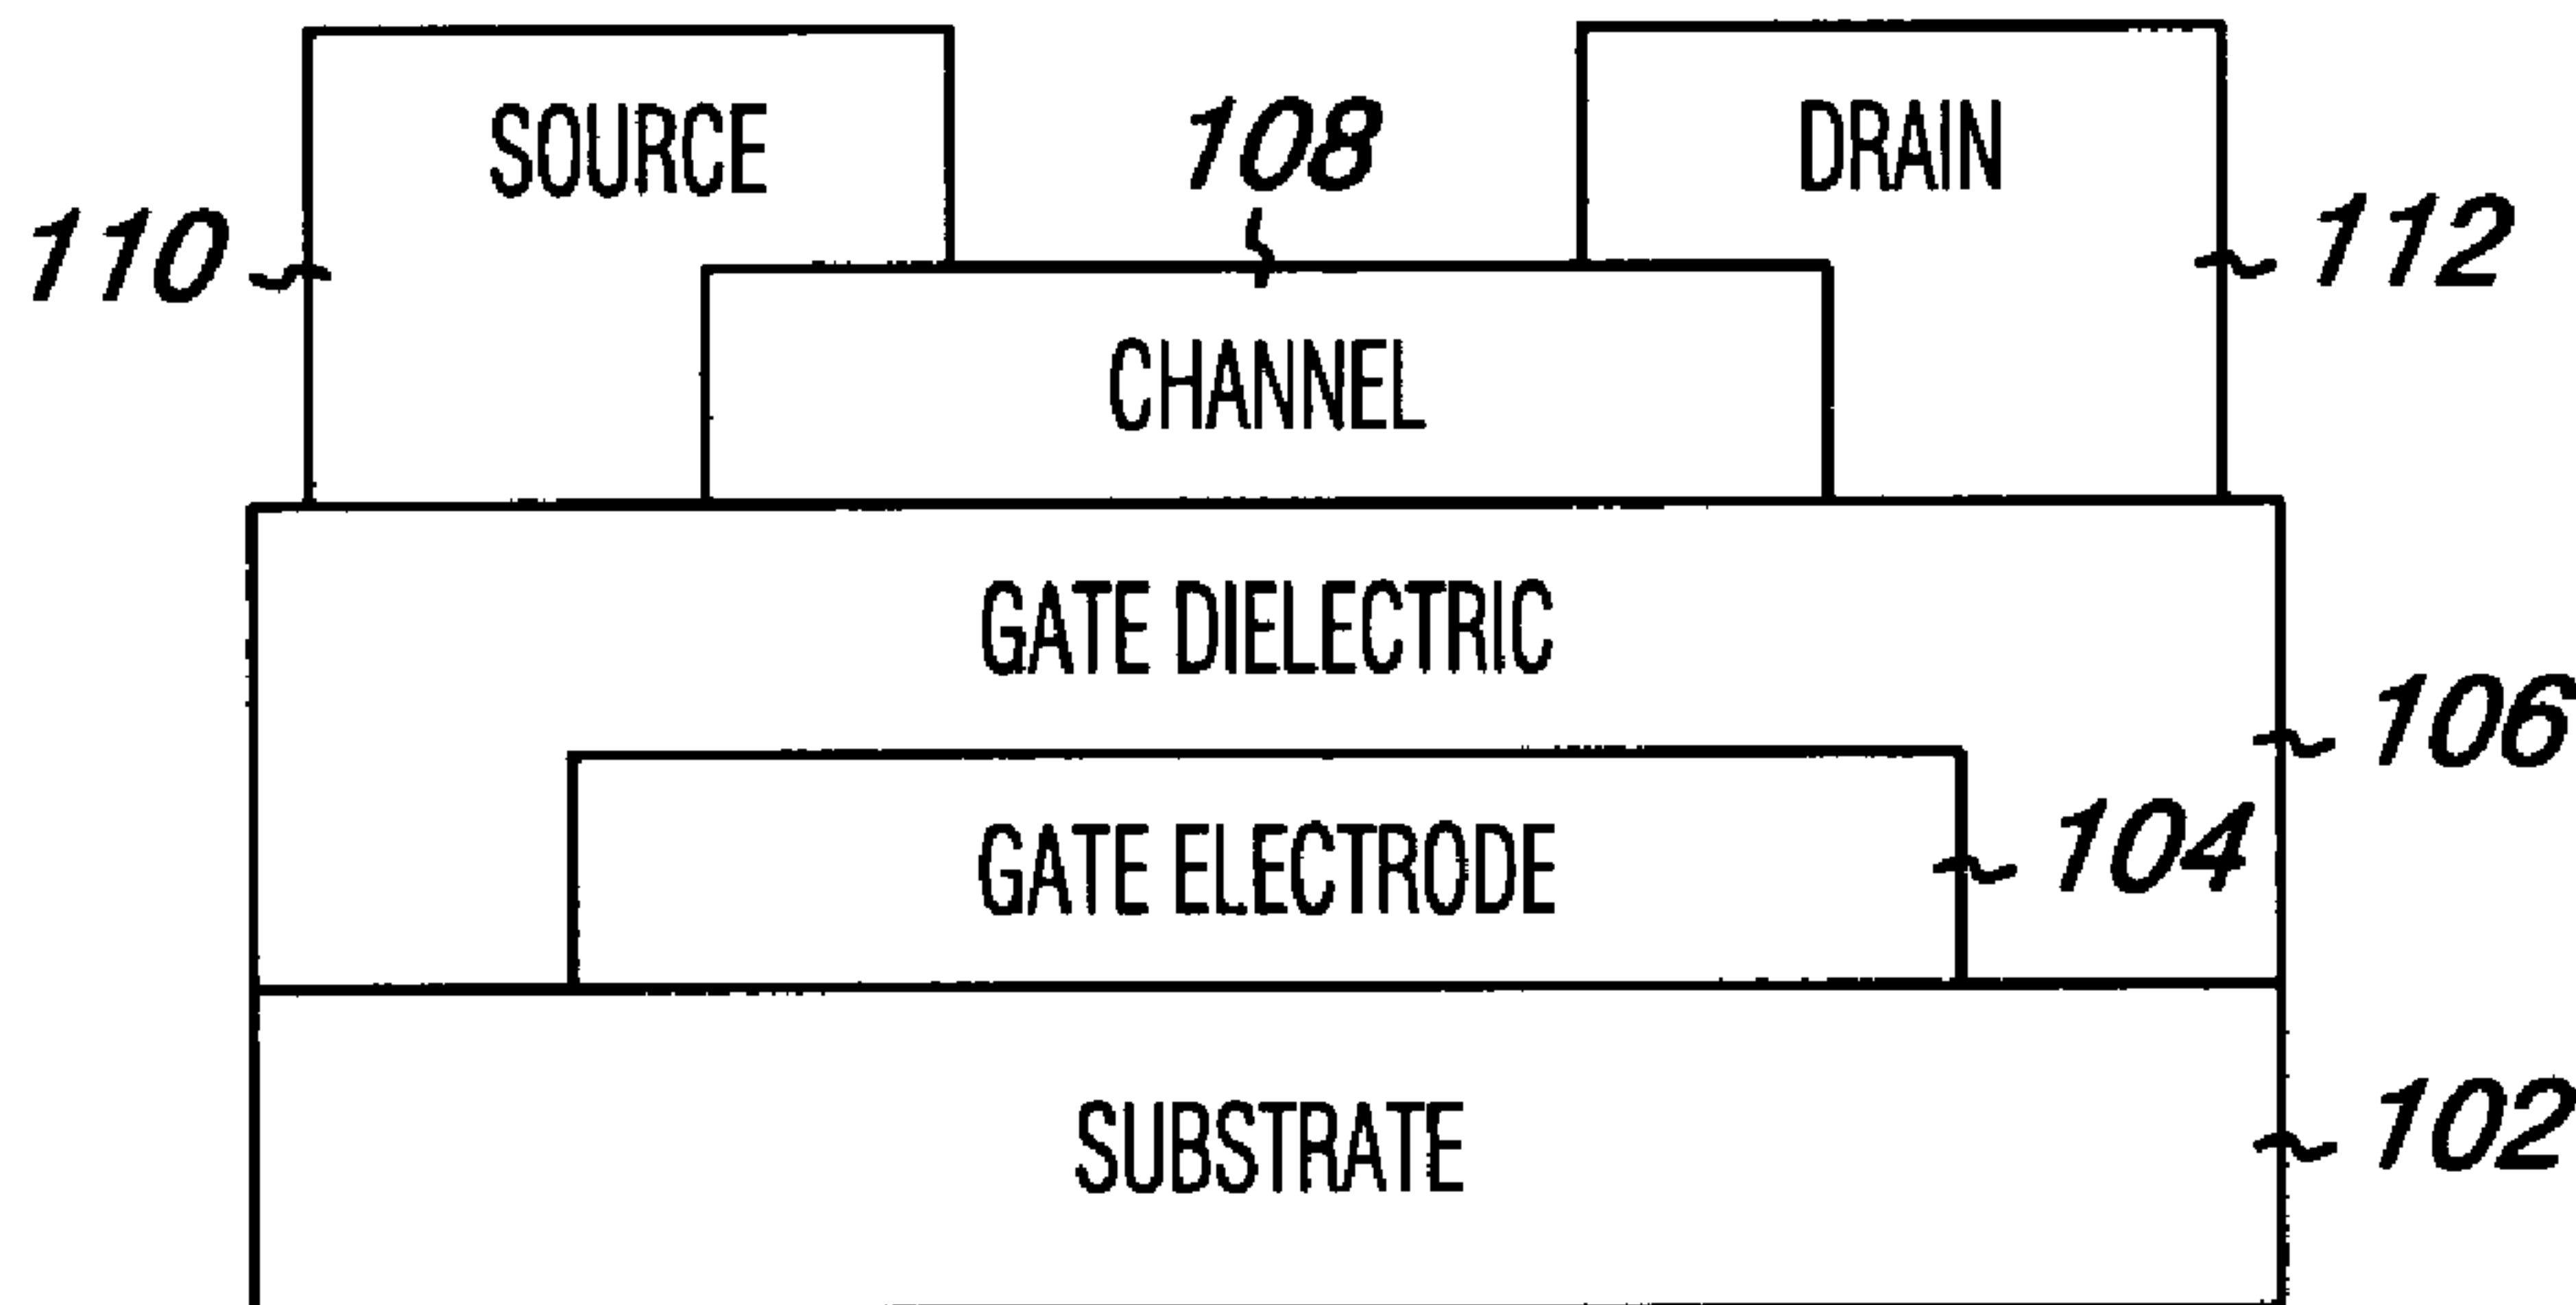 SOURCE
108
DRAIN
110
112
CHANNEL
GATE DIELECTRIC
106
GATE ELECTRODE
104
SUBSTRATE
102